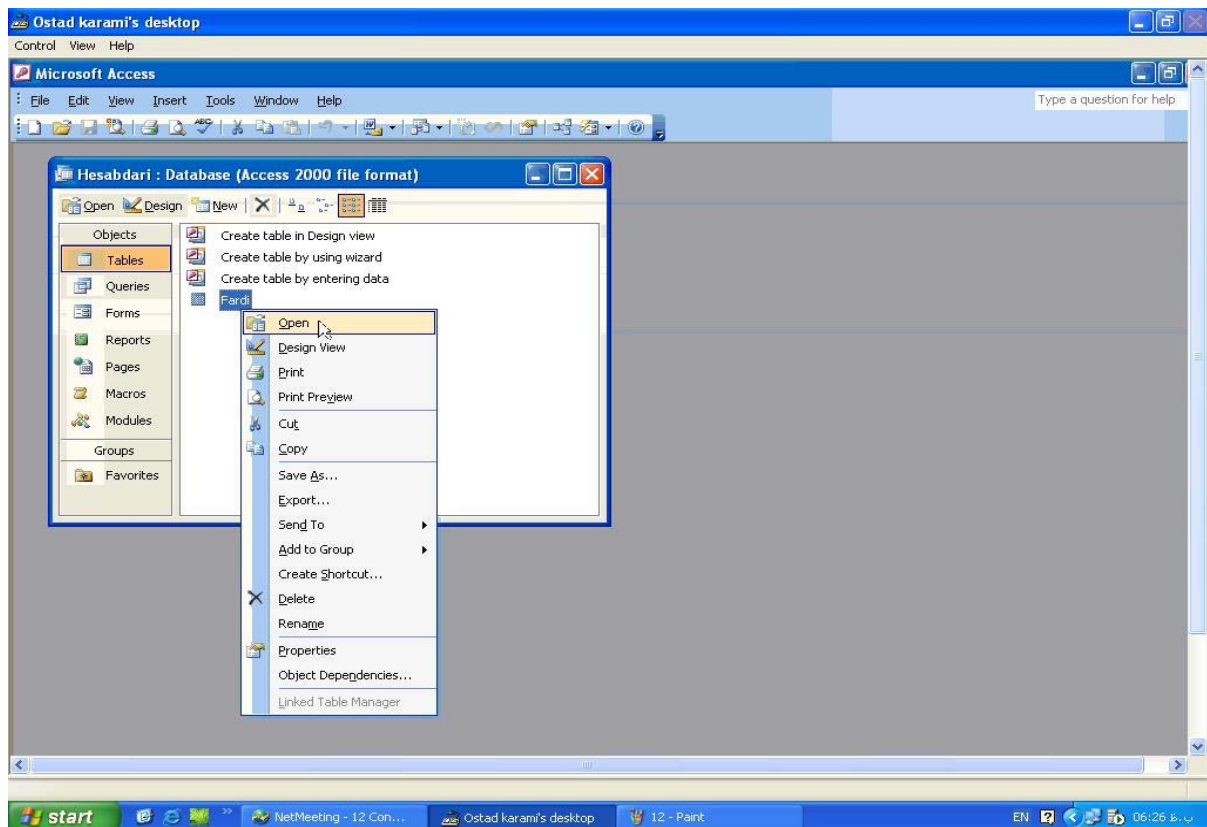 Ostad karami's desktop
Control View Help
Microsoft Access
File Edit View Insert Tools Window Help
Type a question for help
Hesabdari : Database (Access 2000 file format)
Open Design New
Objects
Tables
Queries
Forms
Reports
Pages
Macros
Modules
Groups
Favorites
Create table in Design view
Create table by using wizard
Create table by entering data
Fardi
Open
Design View
Print
Print Preview
Cut
Copy
Save As...
Export...
Send To
Add to Group
Create Shortcut...
Delete
Rename
Properties
Object Dependencies...
Linked Table Manager
start
NetMeeting - 12 Con...
Ostad karami's desktop
12 - Paint
EN
06:26 ب.ظ